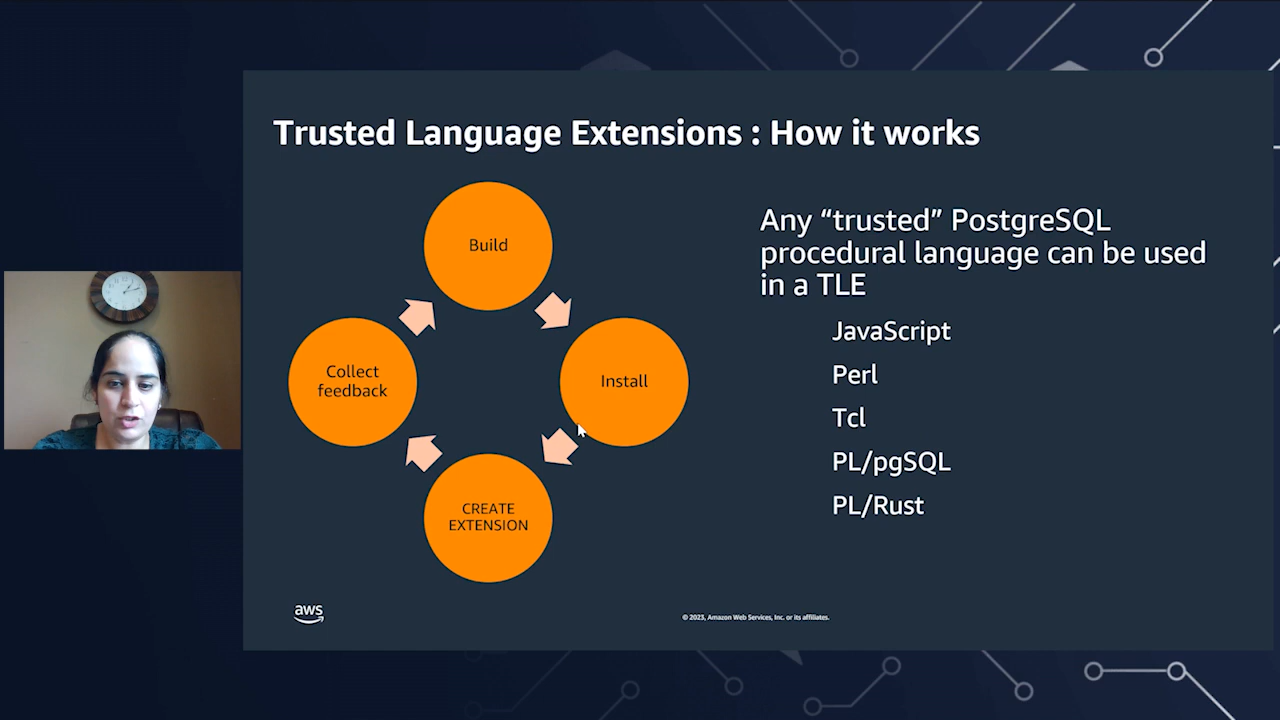 Trusted Language Extensions : How it works
Build
Install
CREATE
EXTENSION
Collect
feedback
Any “trusted” PostgreSQL
procedural language can be used
in a TLE
JavaScript
Perl
Tcl
PL/pgSQL
PL/Rust
aws
© 2023, Amazon Web Services, Inc. or its affiliates.